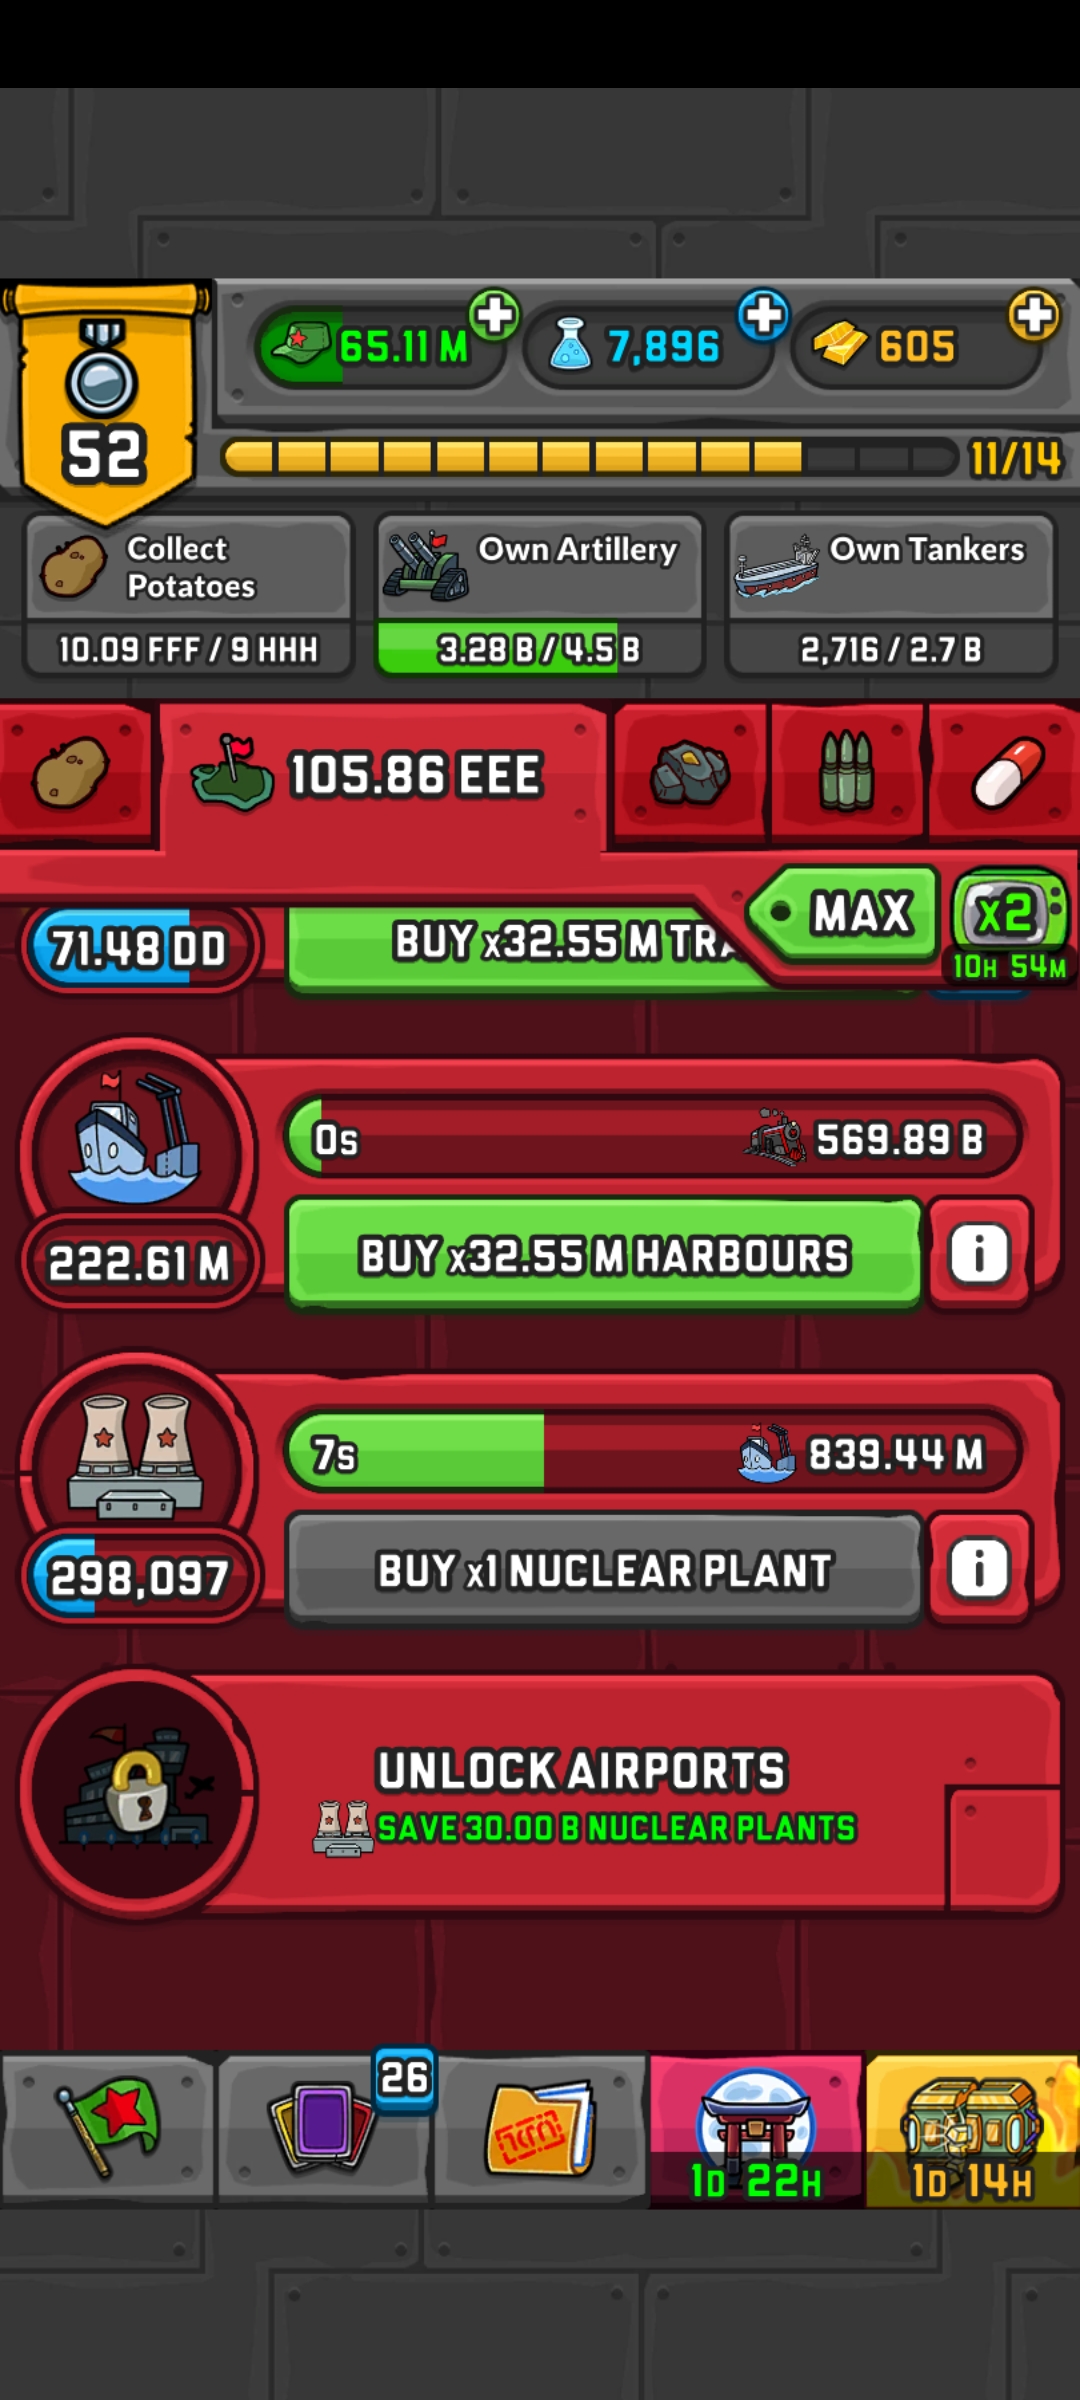 65.11 M
7,896
605
52
11/14
Collect
Potatoes
10.09 FFF / 9 HHH
Own Artillery
3.28 B / 4.5 B
Own Tankers
2,716 / 2.7 B
105.86 EEE
MAX
x2
10H 54M
71.48 DD
BUY x32.55 M
0s
569.89 B
222.61 M
BUY x32.55 M HARBOURS
7s
839.44 M
298,097
BUY x1 NUCLEAR PLANT
UNLOCK AIRPORTS
SAVE 30.00 B NUCLEAR PLANTS
26
1D 22H
1D 14H